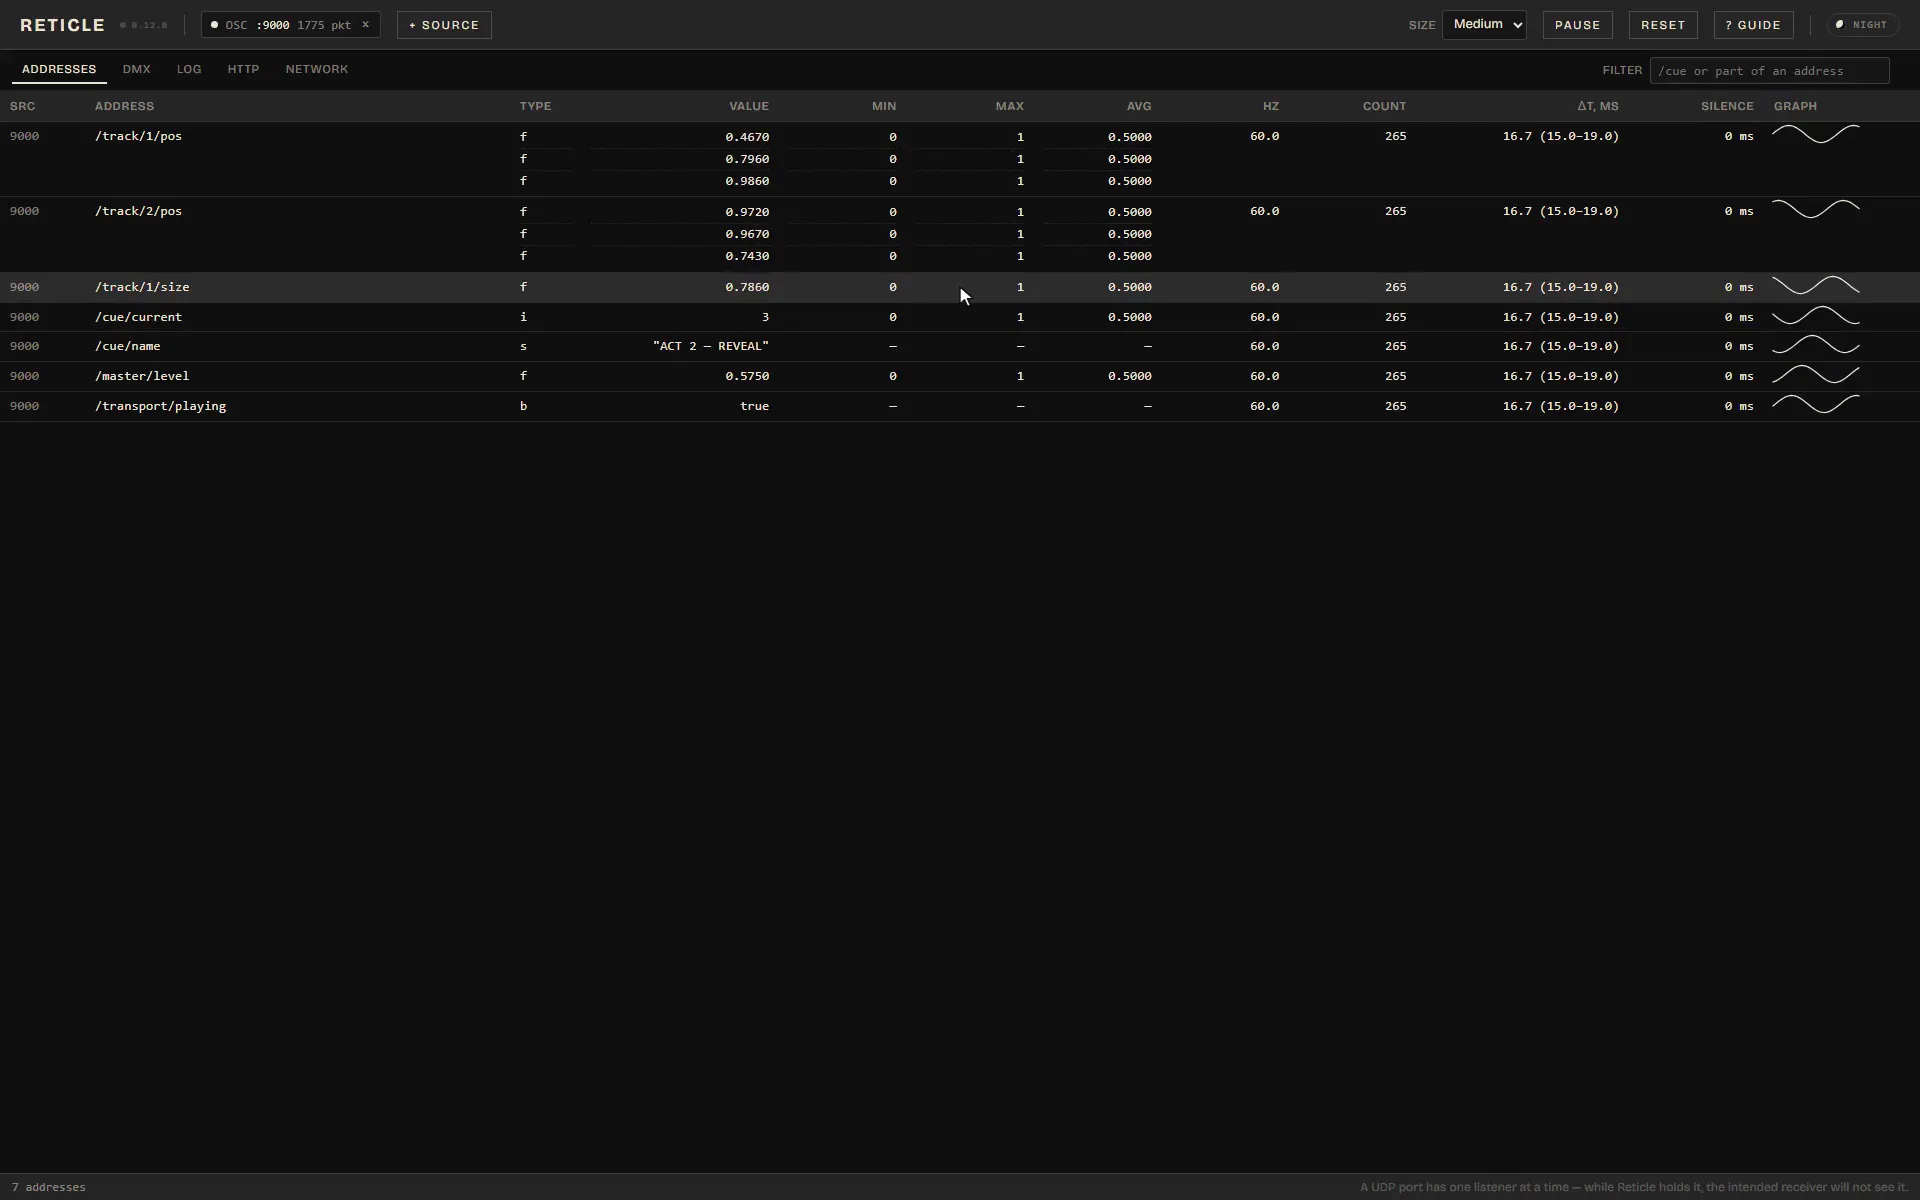 RETICLE 0.12.0 OSC :9000 1775 pkt × + SOURCE SIZE Medium PAUSE RESET ? GUIDE NIGHT
ADDRESSES DMX LOG HTTP NETWORK FILTER /cue or part of an address
SRC ADDRESS TYPE VALUE MIN MAX AVG HZ COUNT ΔT, MS SILENCE GRAPH
9000 /track/1/pos f 0.4670 0 1 0.5000 60.0 265 16.7 (15.0–19.0) 0 ms
f 0.7960 0 1 0.5000
f 0.9860 0 1 0.5000
9000 /track/2/pos f 0.9720 0 1 0.5000 60.0 265 16.7 (15.0–19.0) 0 ms
f 0.9670 0 1 0.5000
f 0.7430 0 1 0.5000
9000 /track/1/size f 0.7860 0 1 0.5000 60.0 265 16.7 (15.0–19.0) 0 ms
9000 /cue/current i 3 0 1 0.5000 60.0 265 16.7 (15.0–19.0) 0 ms
9000 /cue/name s "ACT 2 — REVEAL" — — — 60.0 265 16.7 (15.0–19.0) 0 ms
9000 /master/level f 0.5750 0 1 0.5000 60.0 265 16.7 (15.0–19.0) 0 ms
9000 /transport/playing b true — — — 60.0 265 16.7 (15.0–19.0) 0 ms
7 addresses A UDP port has one listener at a time — while Reticle holds it, the intended receiver will not see it.